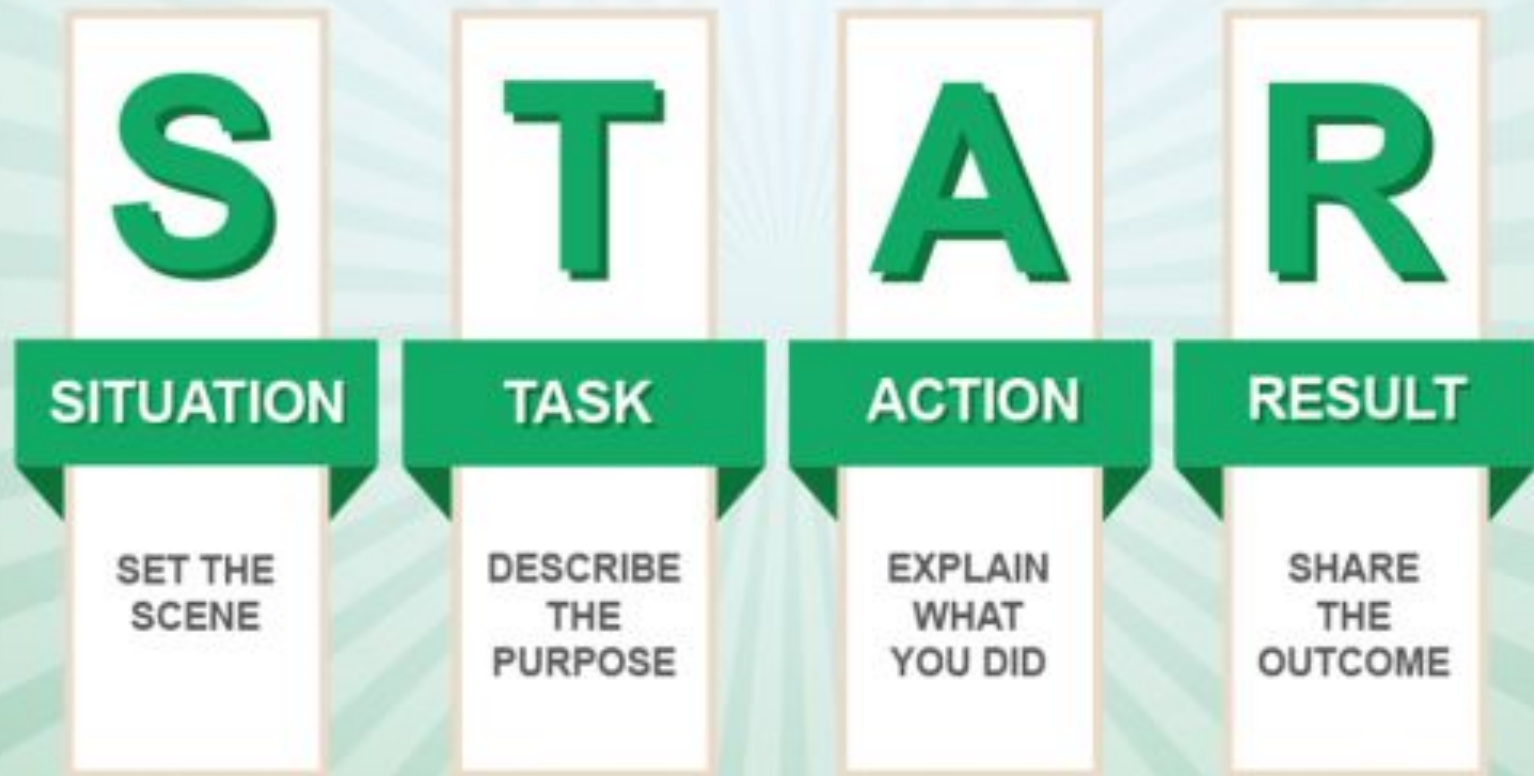 S
SITUATION
SET THE
SCENE
T
TASK
DESCRIBE
THE
PURPOSE
A
ACTION
EXPLAIN
WHAT
YOU DID
R
RESULT
SHARE
THE
OUTCOME